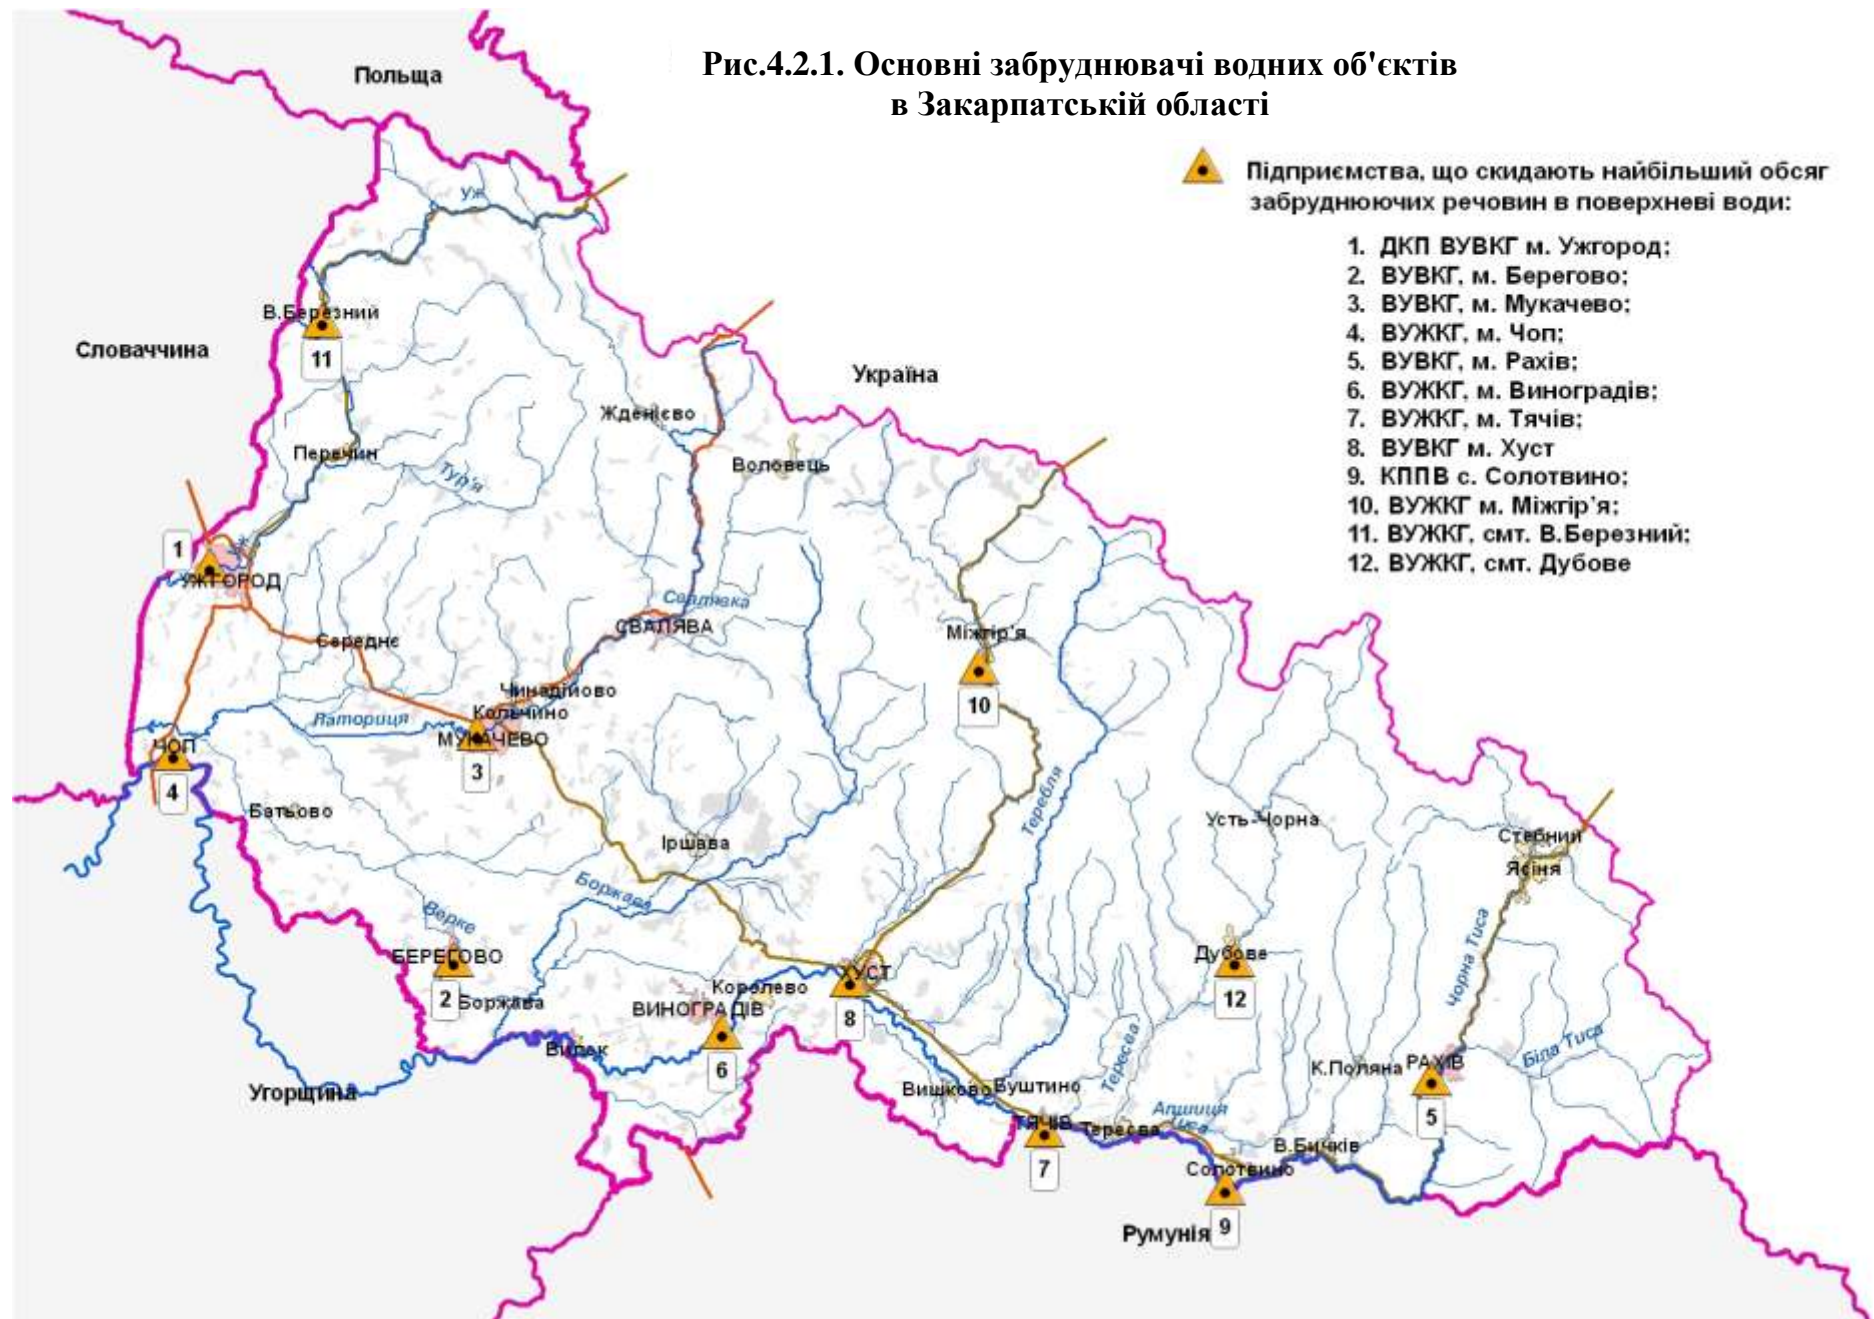 Рис.4.2.1. Основні забруднювачі водних об'єктів
в Закарпатській області
Польща
Підприємства, що скидають найбільший обсяг
забруднюючих речовин в поверхневі води:
1. ДКП ВУВКГ м. Ужгород;
2. ВУВКГ, м. Берегово;
3. ВУВКГ, м. Мукачево;
4. ВУЖКГ, м. Чоп;
5. ВУВКГ, м. Рахів;
6. ВУЖКГ, м. Виноградів;
7. ВУЖКГ, м. Тячів;
8. ВУВКГ м. Хуст
9. КППВ с. Солотвино;
10. ВУЖКГ м. Міжгір’я;
11. ВУЖКГ, смт. В.Березний;
12. ВУЖКГ, смт. Дубове
Уж
В.Березний
11
Словаччина
Україна
Жденієво
Перечин
Тур'я
Воловець
1
Уж
УЖГОРОД
Свалявка
СВАЛЯВА
Середнє
Міжгір'я
10
Чинадійово
Кольчино
Латориця
МУКАЧЕВО
3
ЧОП
4
Батьово
Іршава
Теребля
Усть-Чорна
Стебний
Ясіня
Боржава
Верке
БЕРЕГОВО
2
Боржава
Чорна Тиса
Дубове
12
ХУСТ
8
Королево
ВИНОГРАДІВ
6
Вилок
Угорщина
Біла Тиса
К.Поляна
РАХІВ
5
Тересва
Вишково
Буштино
Апшиця
Тиса
ТЯЧІВ
7
Тересва
В.Бичків
Солотвино
9
Румунія